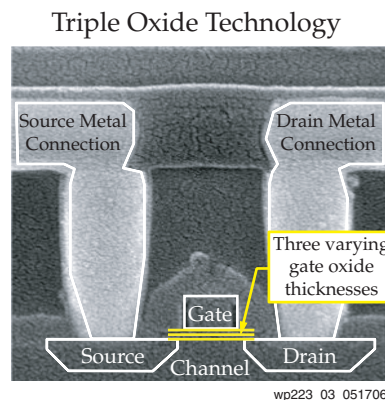 Triple Oxide Technology
Source Metal
Connection
Drain Metal
Connection
Three varying
gate oxide
thicknesses
Gate
Source
Channel
Drain
wp223_03_051706